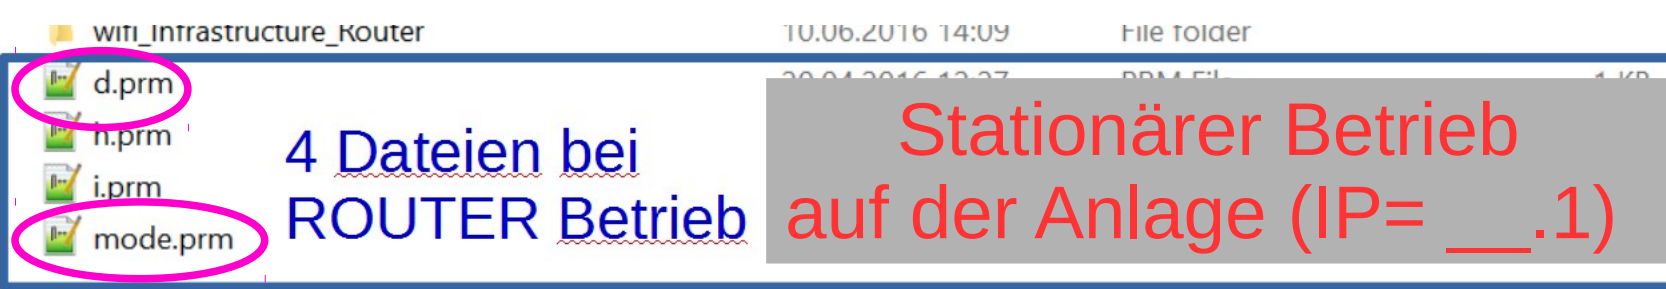 wifi_Infrastructure_Router 10.06.2016 14:09 File folder
d.prm
h.prm
i.prm
mode.prm
4 Dateien bei
ROUTER Betrieb
Stationärer Betrieb
auf der Anlage (IP= __.1)